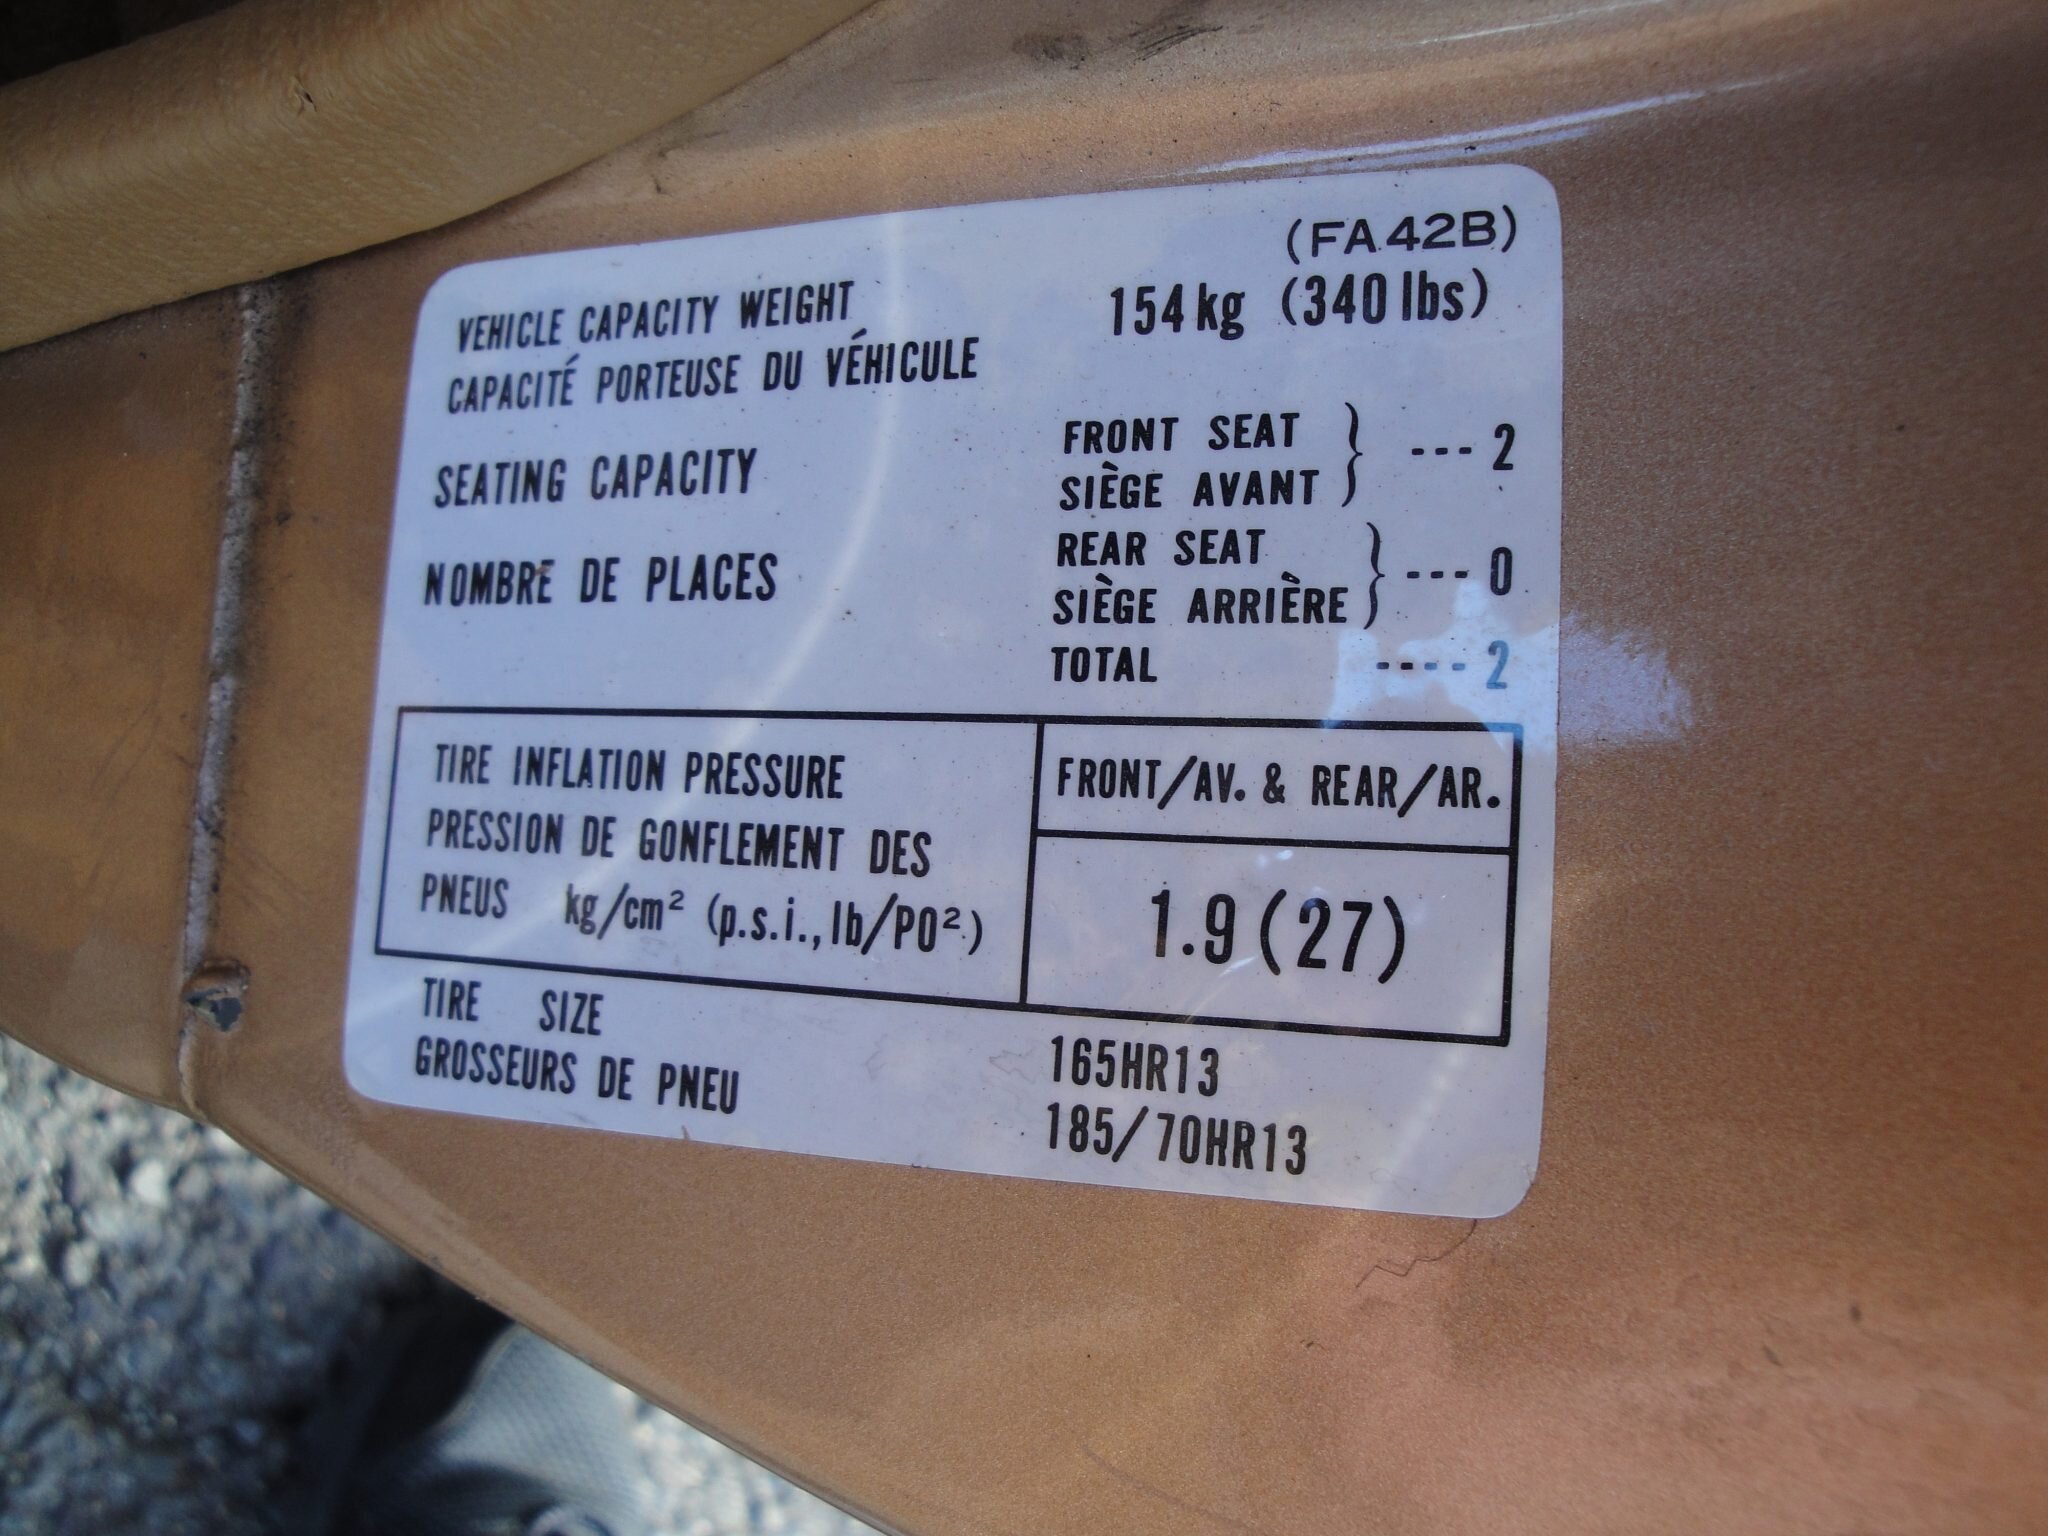 (FA42B)
VEHICLE CAPACITY WEIGHT 154kg (340 lbs)
CAPACITÉ PORTEUSE DU VÉHICULE
SEATING CAPACITY
NOMBRE DE PLACES
FRONT SEAT
SIÈGE AVANT } --- 2
REAR SEAT
SIÈGE ARRIÈRE } --- 0
TOTAL ---- 2
TIRE INFLATION PRESSURE
PRESSION DE GONFLEMENT DES
PNEUS kg/cm² (p.s.i., lb/PO².)
FRONT/AV. & REAR/AR.
1.9 (27)
TIRE SIZE
GROSSEURS DE PNEU
165HR13
185/70HR13